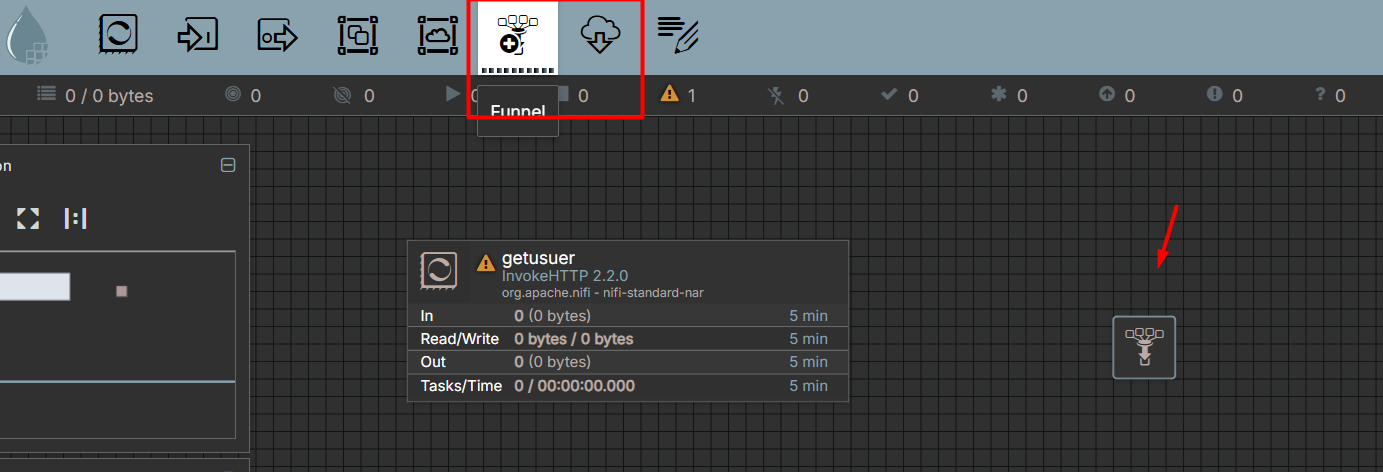 0 / 0 bytes 0 0 0 1 0 0 0 0 0 ? 0
Funnel
on
getusuer
InvokeHTTP 2.2.0
org.apache.nifi - nifi-standard-nar
In 0 (0 bytes) 5 min
Read/Write 0 bytes / 0 bytes 5 min
Out 0 (0 bytes) 5 min
Tasks/Time 0 / 00:00:00.000 5 min